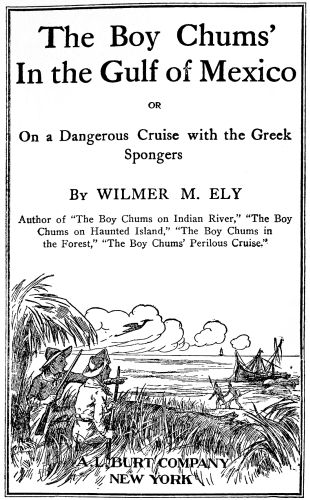 The Boy Chums'
In the Gulf of Mexico
OR
On a Dangerous Cruise with the Greek
Spongers
By WILMER M. ELY
Author of "The Boy Chums on Indian River," "The Boy
Chums on Haunted Island," "The Boy Chums in
the Forest," "The Boy Chums' Perilous Cruise."
A. L. BURT COMPANY
NEW YORK